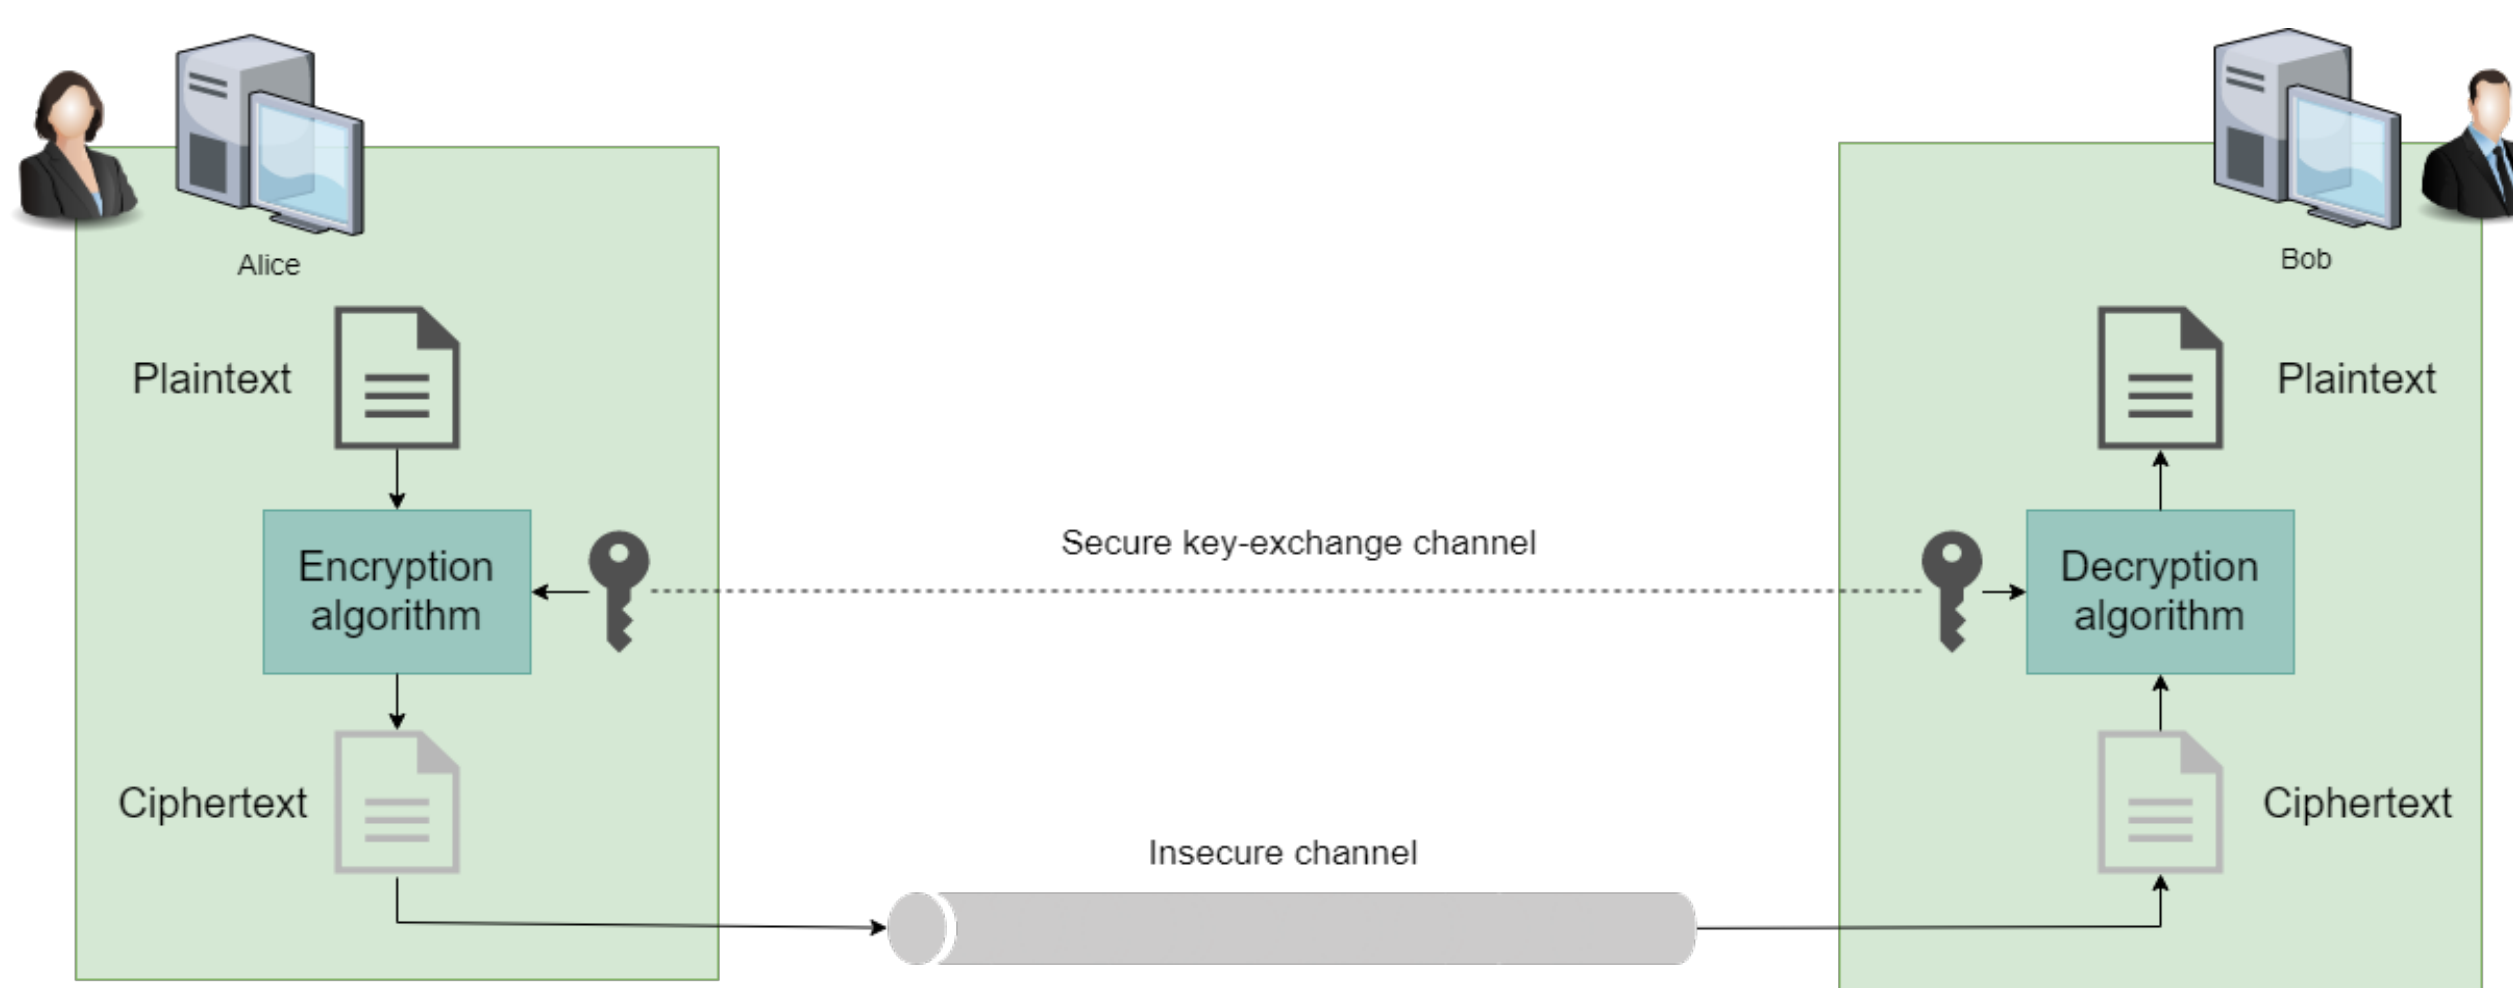 Alice
Bob
Plaintext
Plaintext
Encryption
algorithm
Secure key-exchange channel
Decryption
algorithm
Ciphertext
Ciphertext
Insecure channel